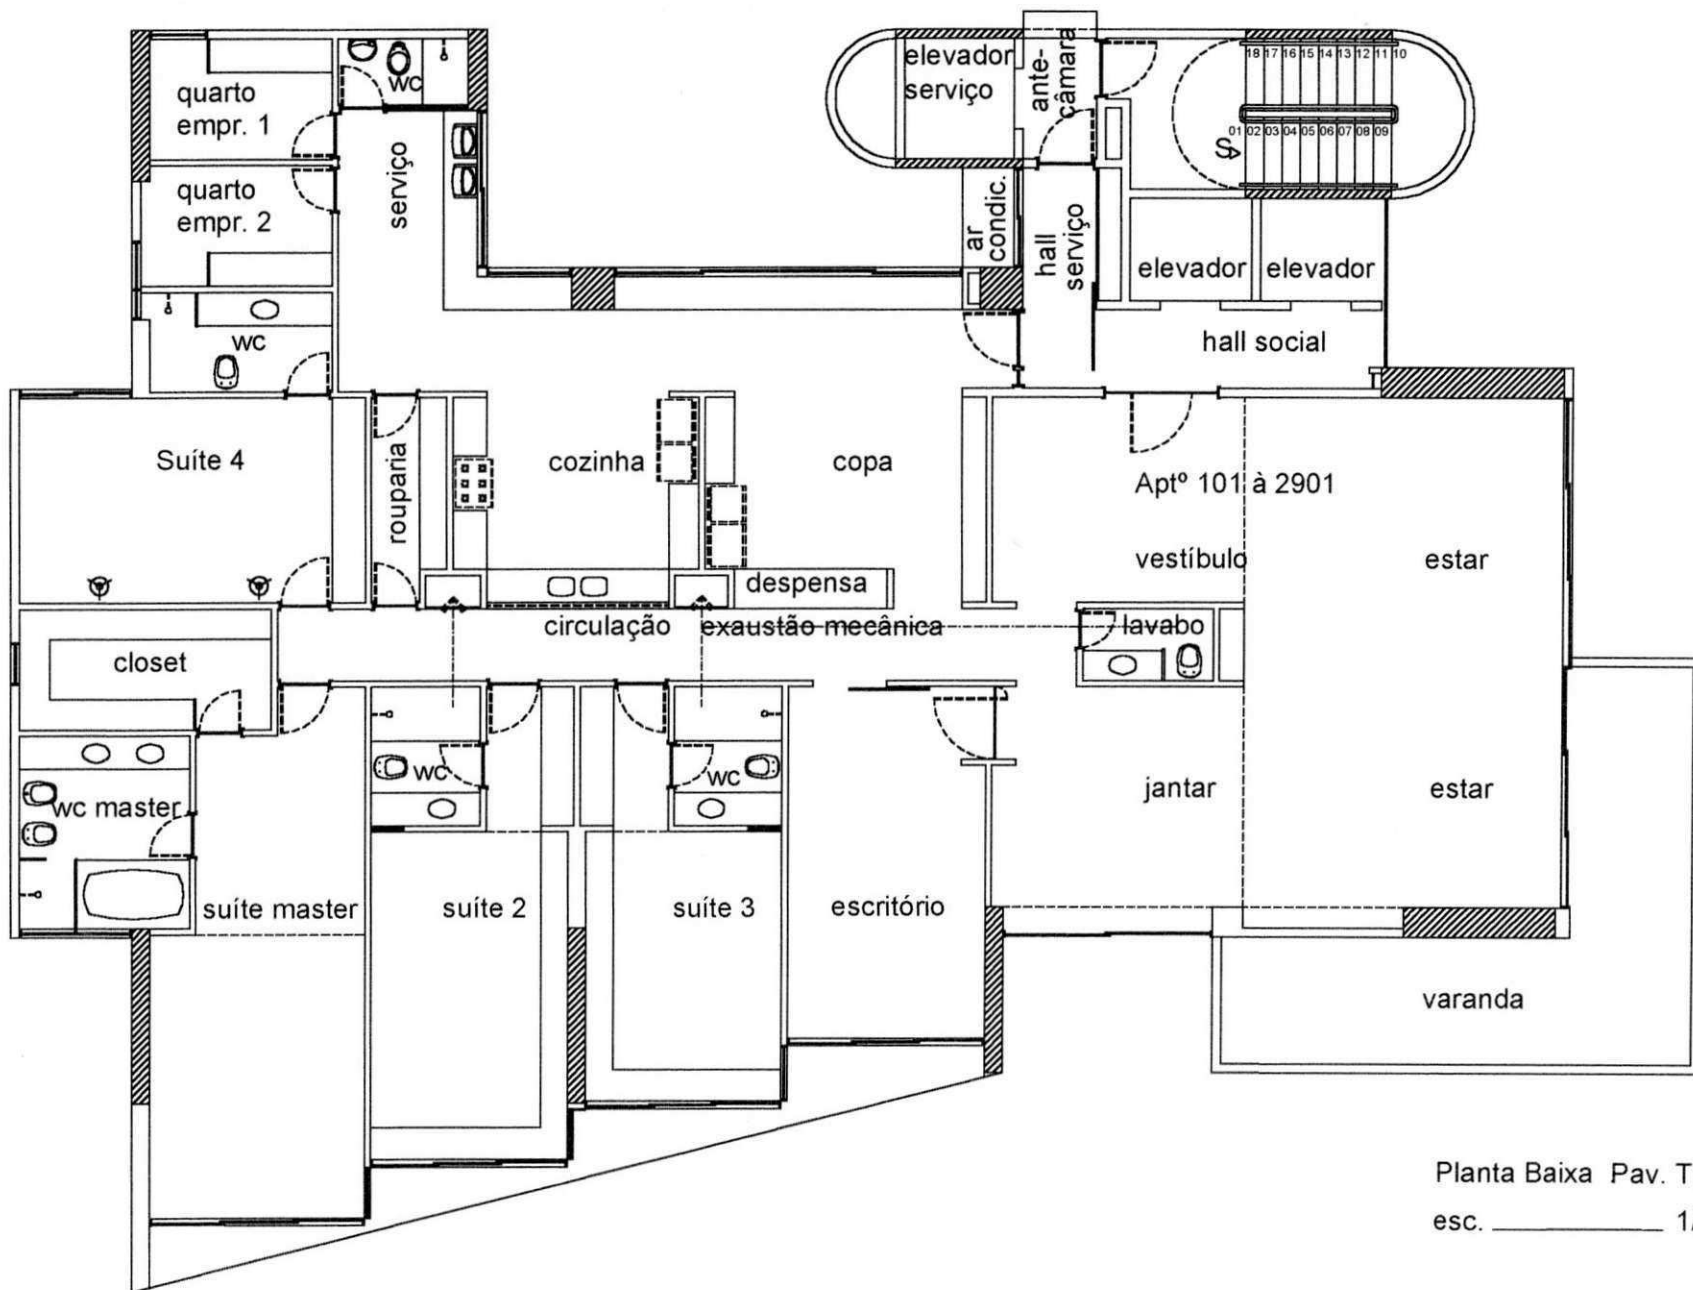 quarto
empr. 1
wc
elevador
serviço
ante-
câmara
18 17 16 15 14 13 12 11 10
01 02 03 04 05 06 07 08 09
S
quarto
empr. 2
serviço
ar
condic.
hall
serviço
elevador
elevador
hall social
wc
Suíte 4
rouparia
cozinha
copa
Aptº 101 à 2901
vestíbulo
estar
despensa
circulação
exaustão mecânica
lavabo
closet
wc master
wc
wc
jantar
estar
suíte master
suíte 2
suíte 3
escritório
varanda
Planta Baixa Pav. T
esc. __________ 1/